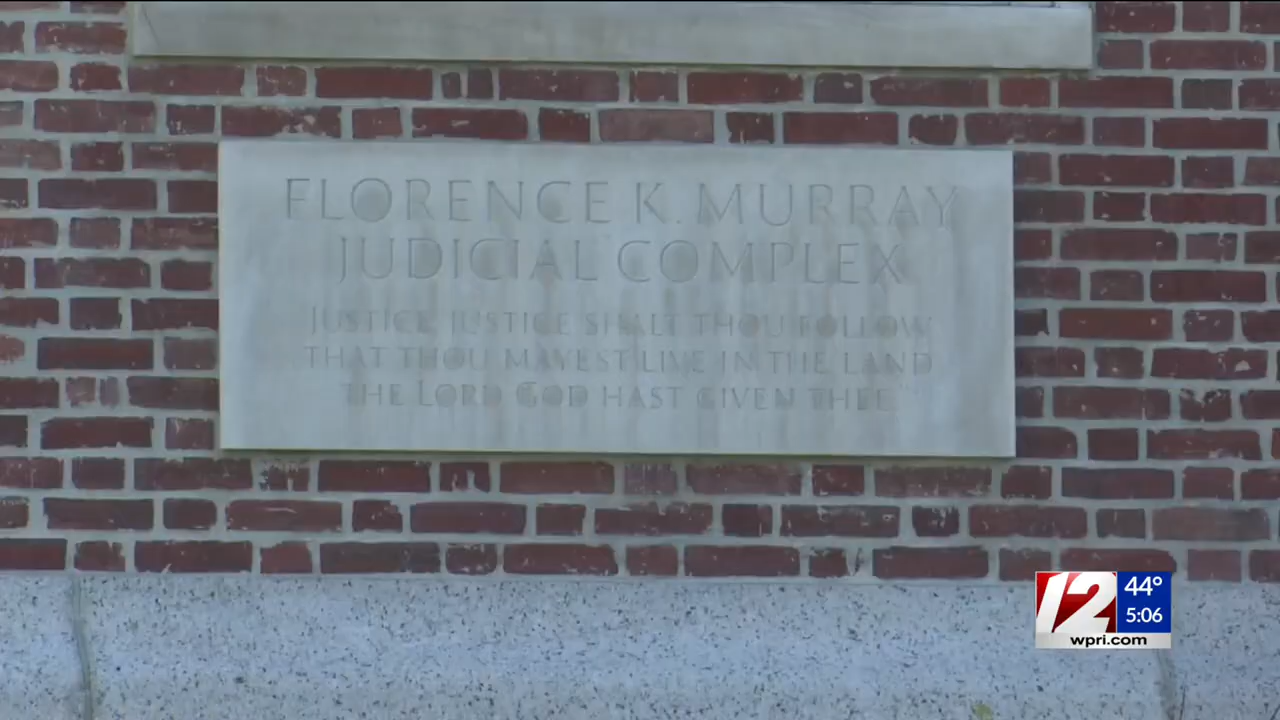 FLORENCE K. MURRAY
JUDICIAL COMPLEX
JUSTICE JUSTICE SHALT THOU FOLLOW
THAT THOU MAYEST LIVE IN THE LAND
THE LORD GOD HAST GIVEN THEE
12
44°
5:06
wpri.com